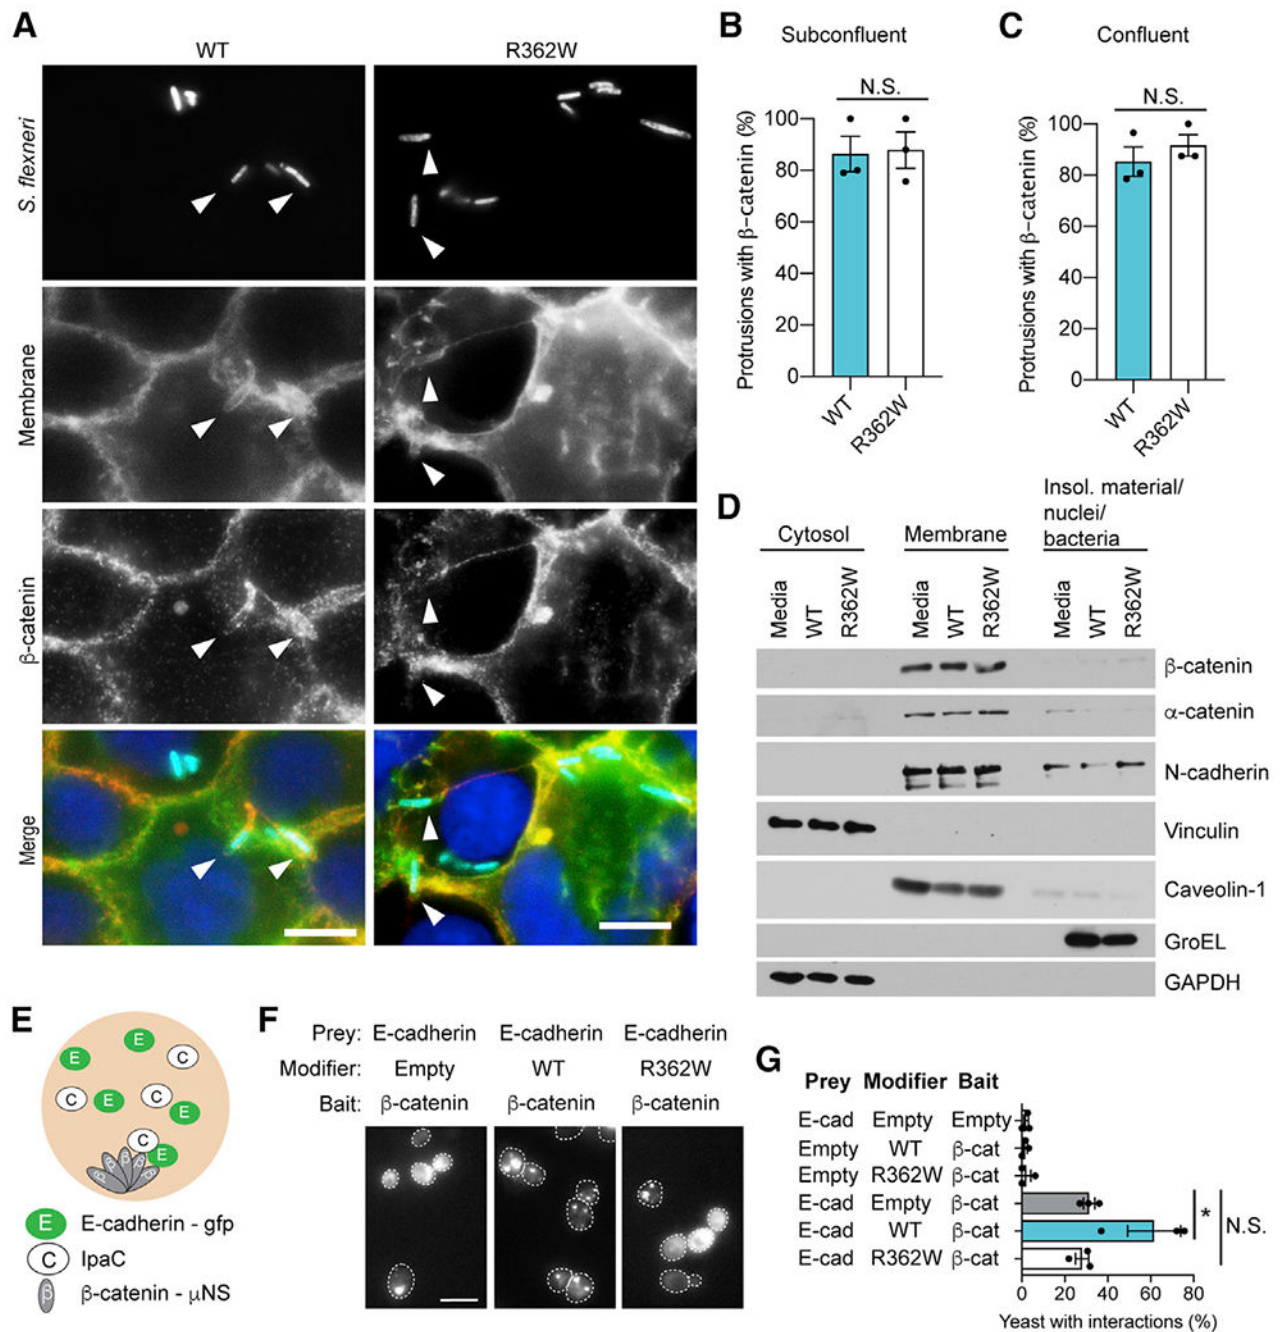 A
WT
R362W
S. flexneri
Membrane
β-catenin
Merge
B
Subconfluent
N.S.
Protrusions with β-catenin (%)
100
80
60
40
20
0
WT
R362W
C
Confluent
N.S.
Protrusions with β-catenin (%)
100
80
60
40
20
0
WT
R362W
D
Cytosol
Membrane
Insol. material/
nuclei/
bacteria
Media
WT
R362W
Media
WT
R362W
Media
WT
R362W
β-catenin
α-catenin
N-cadherin
Vinculin
Caveolin-1
GroEL
GAPDH
E
E
E
E
E
E
C
C
C
C
β β β β β
E E-cadherin - gfp
C IpaC
β β-catenin - μNS
F
Prey: E-cadherin E-cadherin E-cadherin
Modifier: Empty WT R362W
Bait: β-catenin β-catenin β-catenin
G
Prey Modifier Bait
E-cad Empty Empty
Empty WT β-cat
Empty R362W β-cat
E-cad Empty β-cat
E-cad WT β-cat
E-cad R362W β-cat
*
N.S.
0 20 40 60 80
Yeast with interactions (%)